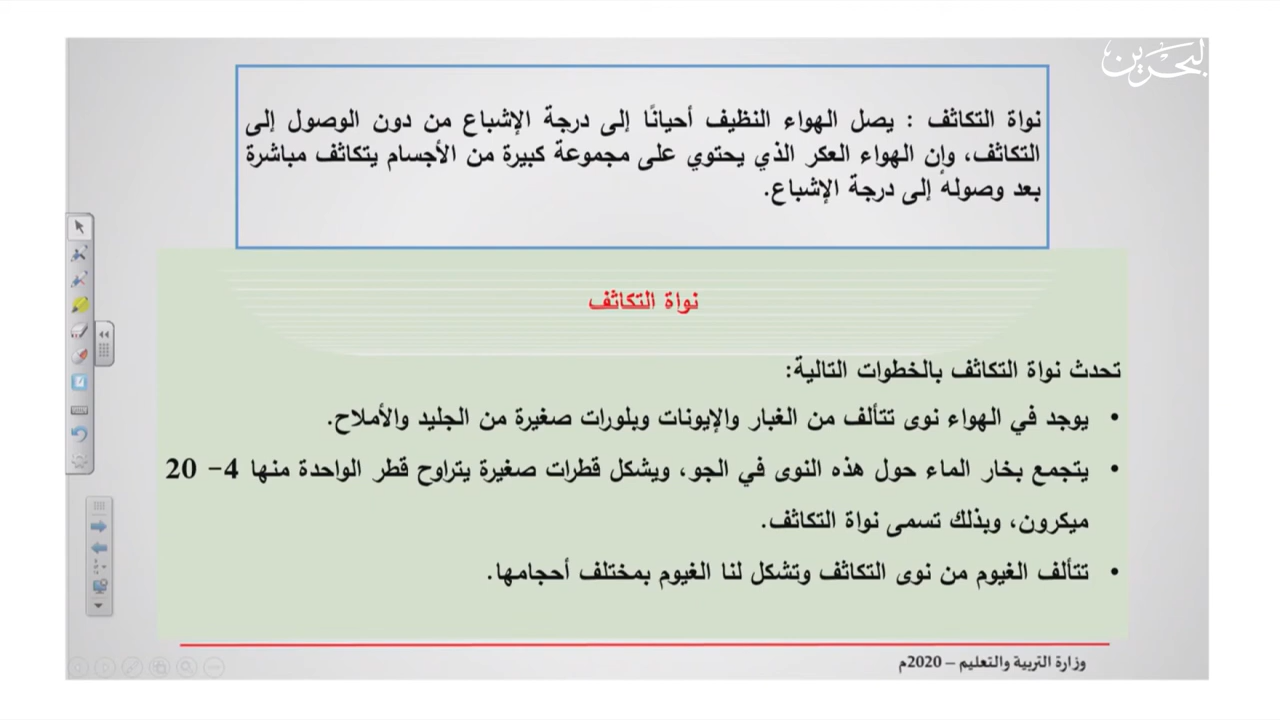 البحرين
نواة التكاثف : يصل الهواء النظيف أحيانًا إلى درجة الإشباع من دون الوصول إلى
التكاثف، وإن الهواء العكر الذي يحتوي على مجموعة كبيرة من الأجسام يتكاثف مباشرة
بعد وصوله إلى درجة الإشباع.
نواة التكاثف
تحدث نواة التكاثف بالخطوات التالية:
• يوجد في الهواء نوى تتألف من الغبار والإيونات وبلورات صغيرة من الجليد والأملاح.
• يتجمع بخار الماء حول هذه النوى في الجو، ويشكل قطرات صغيرة يتراوح قطر الواحدة منها 4- 20
ميكرون، وبذلك تسمى نواة التكاثف.
• تتألف الغيوم من نوى التكاثف وتشكل لنا الغيوم بمختلف أحجامها.
وزارة التربية والتعليم – 2020م